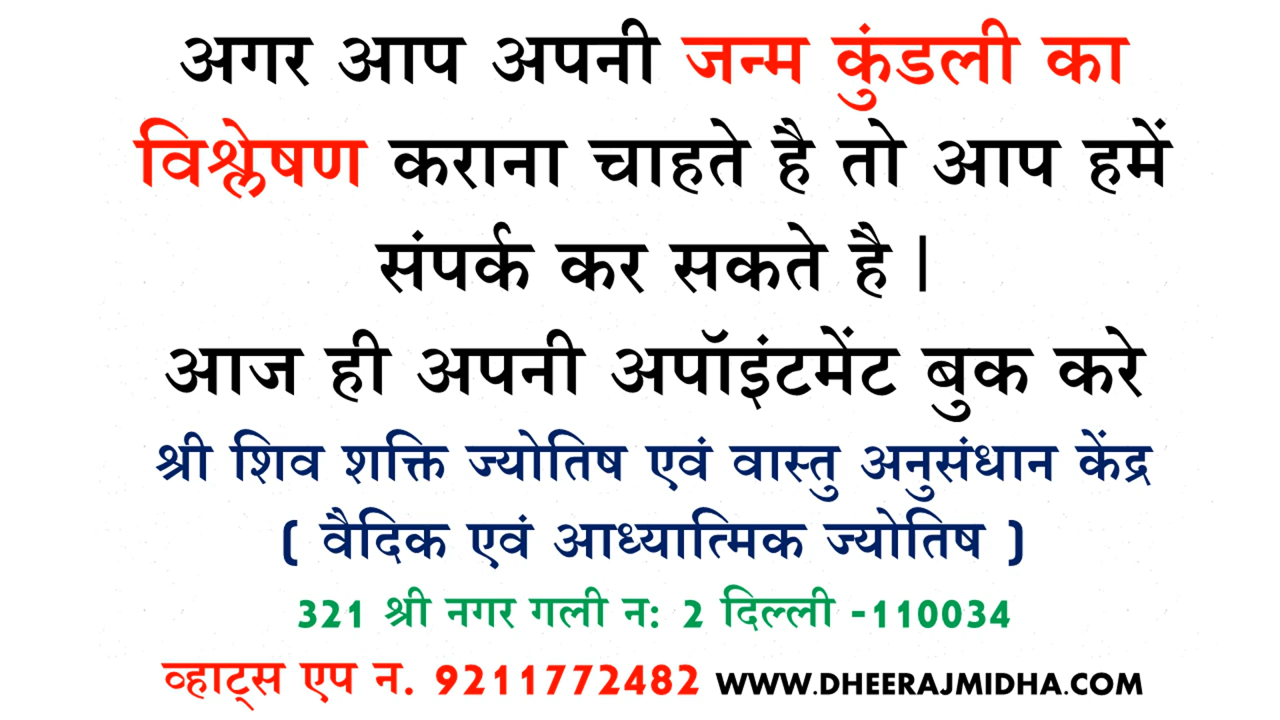 अगर आप अपनी जन्म कुंडली का
विश्लेषण कराना चाहते है तो आप हमें
संपर्क कर सकते है |
आज ही अपनी अपॉइंटमेंट बुक करे
श्री शिव शक्ति ज्योतिष एवं वास्तु अनुसंधान केंद्र
( वैदिक एवं आध्यात्मिक ज्योतिष )
321 श्री नगर गली न: 2 दिल्ली -110034
व्हाट्स एप न. 9211772482 WWW.DHEERAJMIDHA.COM